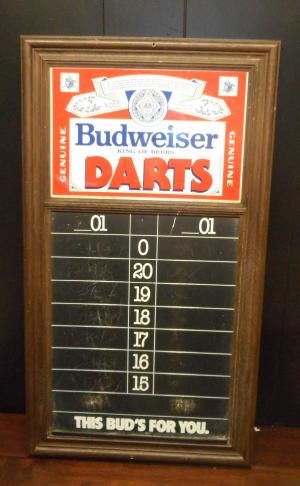 GENUINE
Budweiser
KING OF BEERS
DARTS
GENUINE
01 / 01
0
20
19
18
17
16
15
THIS BUD'S FOR YOU.